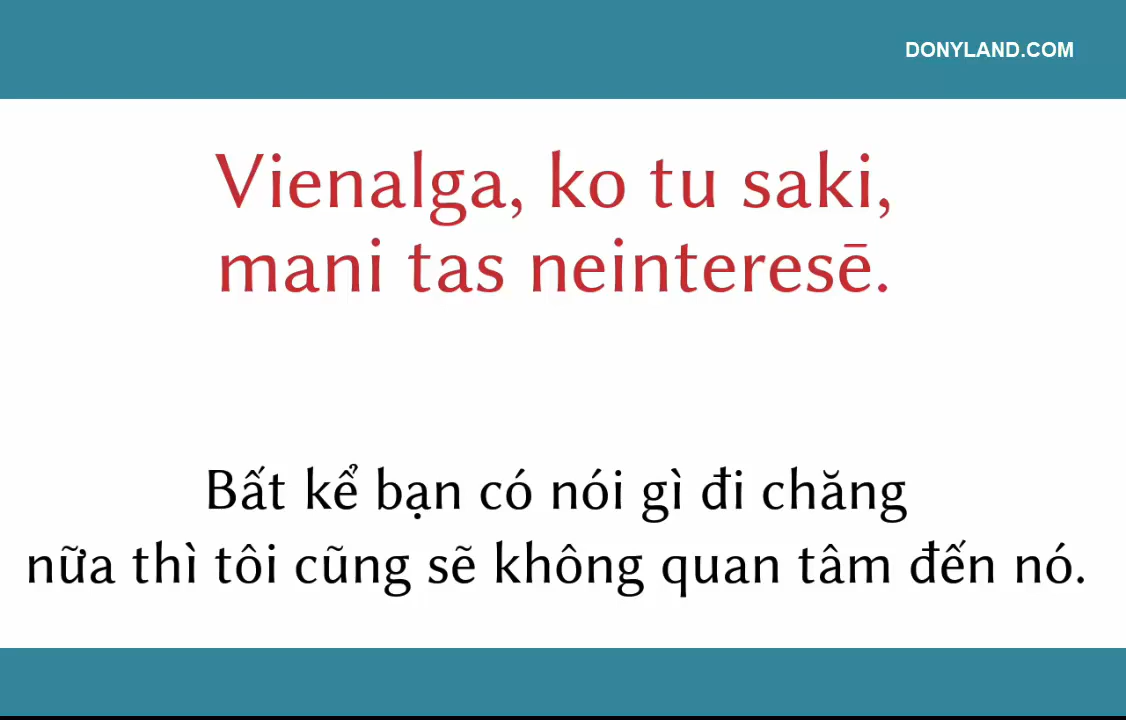 DONYLAND.COM
Vienalga, ko tu saki,
mani tas neinteresē.
Bất kể bạn có nói gì đi chăng
nữa thì tôi cũng sẽ không quan tâm đến nó.